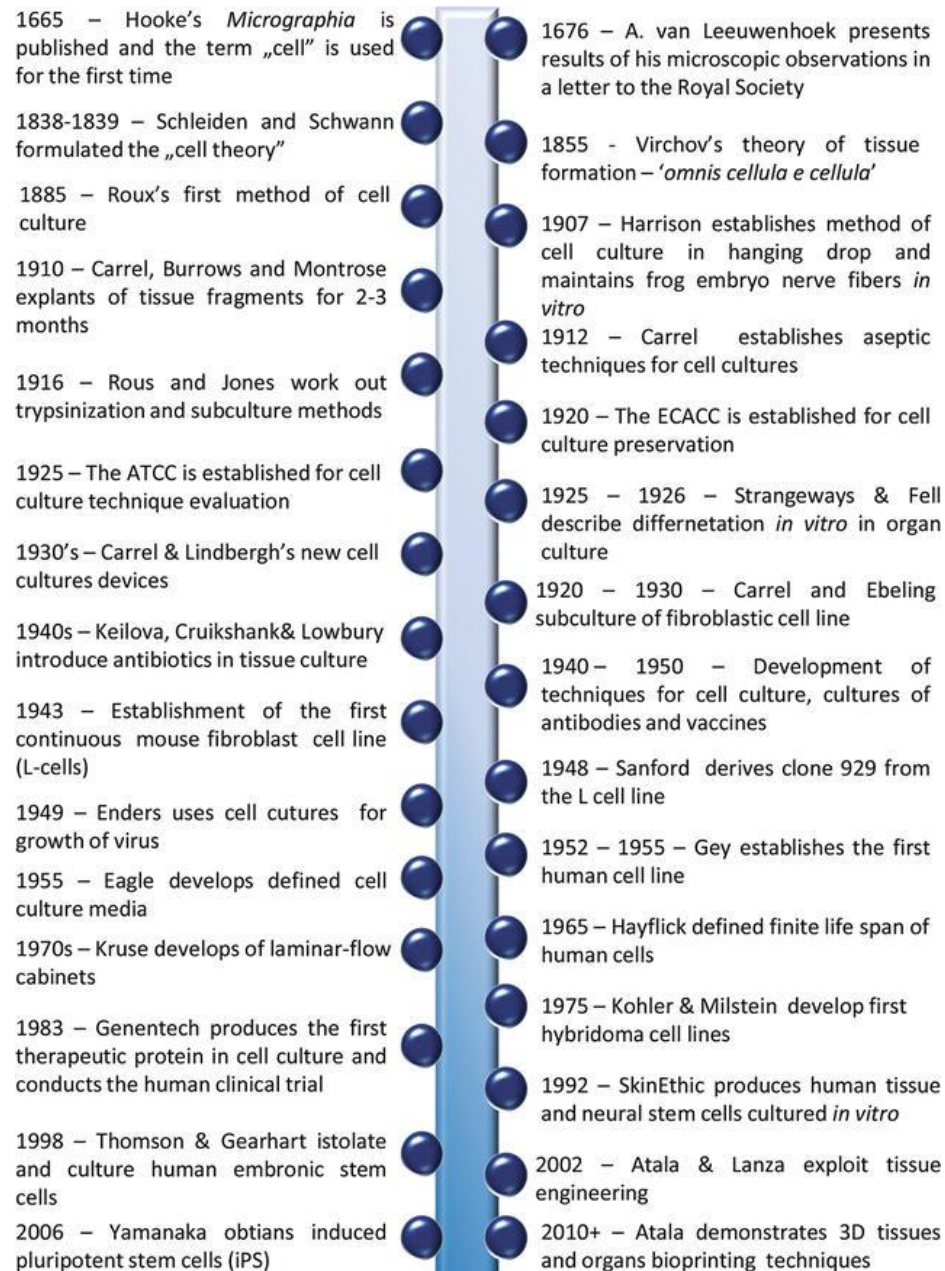 1665 – Hooke's Micrographia is
published and the term „cell” is used
for the first time
1676 – A. van Leeuwenhoek presents
results of his microscopic observations in
a letter to the Royal Society
1838-1839 – Schleiden and Schwann
formulated the „cell theory”
1855 - Virchov's theory of tissue
formation – ‘omnis cellula e cellula’
1885 – Roux's first method of cell
culture
1907 – Harrison establishes method of
cell culture in hanging drop and
maintains frog embryo nerve fibers in
vitro
1910 – Carrel, Burrows and Montrose
explants of tissue fragments for 2-3
months
1912 – Carrel establishes aseptic
techniques for cell cultures
1916 – Rous and Jones work out
trypsinization and subculture methods
1920 – The ECACC is established for cell
culture preservation
1925 – The ATCC is established for cell
culture technique evaluation
1925 – 1926 – Strangeways & Fell
describe differnetation in vitro in organ
culture
1930's – Carrel & Lindbergh's new cell
cultures devices
1920 – 1930 – Carrel and Ebeling
subculture of fibroblastic cell line
1940s – Keilova, Cruikshank& Lowbury
introduce antibiotics in tissue culture
1940 – 1950 – Development of
techniques for cell culture, cultures of
antibodies and vaccines
1943 – Establishment of the first
continuous mouse fibroblast cell line
(L-cells)
1948 – Sanford derives clone 929 from
the L cell line
1949 – Enders uses cell cutures for
growth of virus
1952 – 1955 – Gey establishes the first
human cell line
1955 – Eagle develops defined cell
culture media
1965 – Hayflick defined finite life span of
human cells
1970s – Kruse develops of laminar-flow
cabinets
1975 – Kohler & Milstein develop first
hybridoma cell lines
1983 – Genentech produces the first
therapeutic protein in cell culture and
conducts the human clinical trial
1992 – SkinEthic produces human tissue
and neural stem cells cultured in vitro
1998 – Thomson & Gearhart istolate
and culture human embronic stem
cells
2002 – Atala & Lanza exploit tissue
engineering
2006 – Yamanaka obtians induced
pluripotent stem cells (iPS)
2010+ – Atala demonstrates 3D tissues
and organs bioprinting techniques